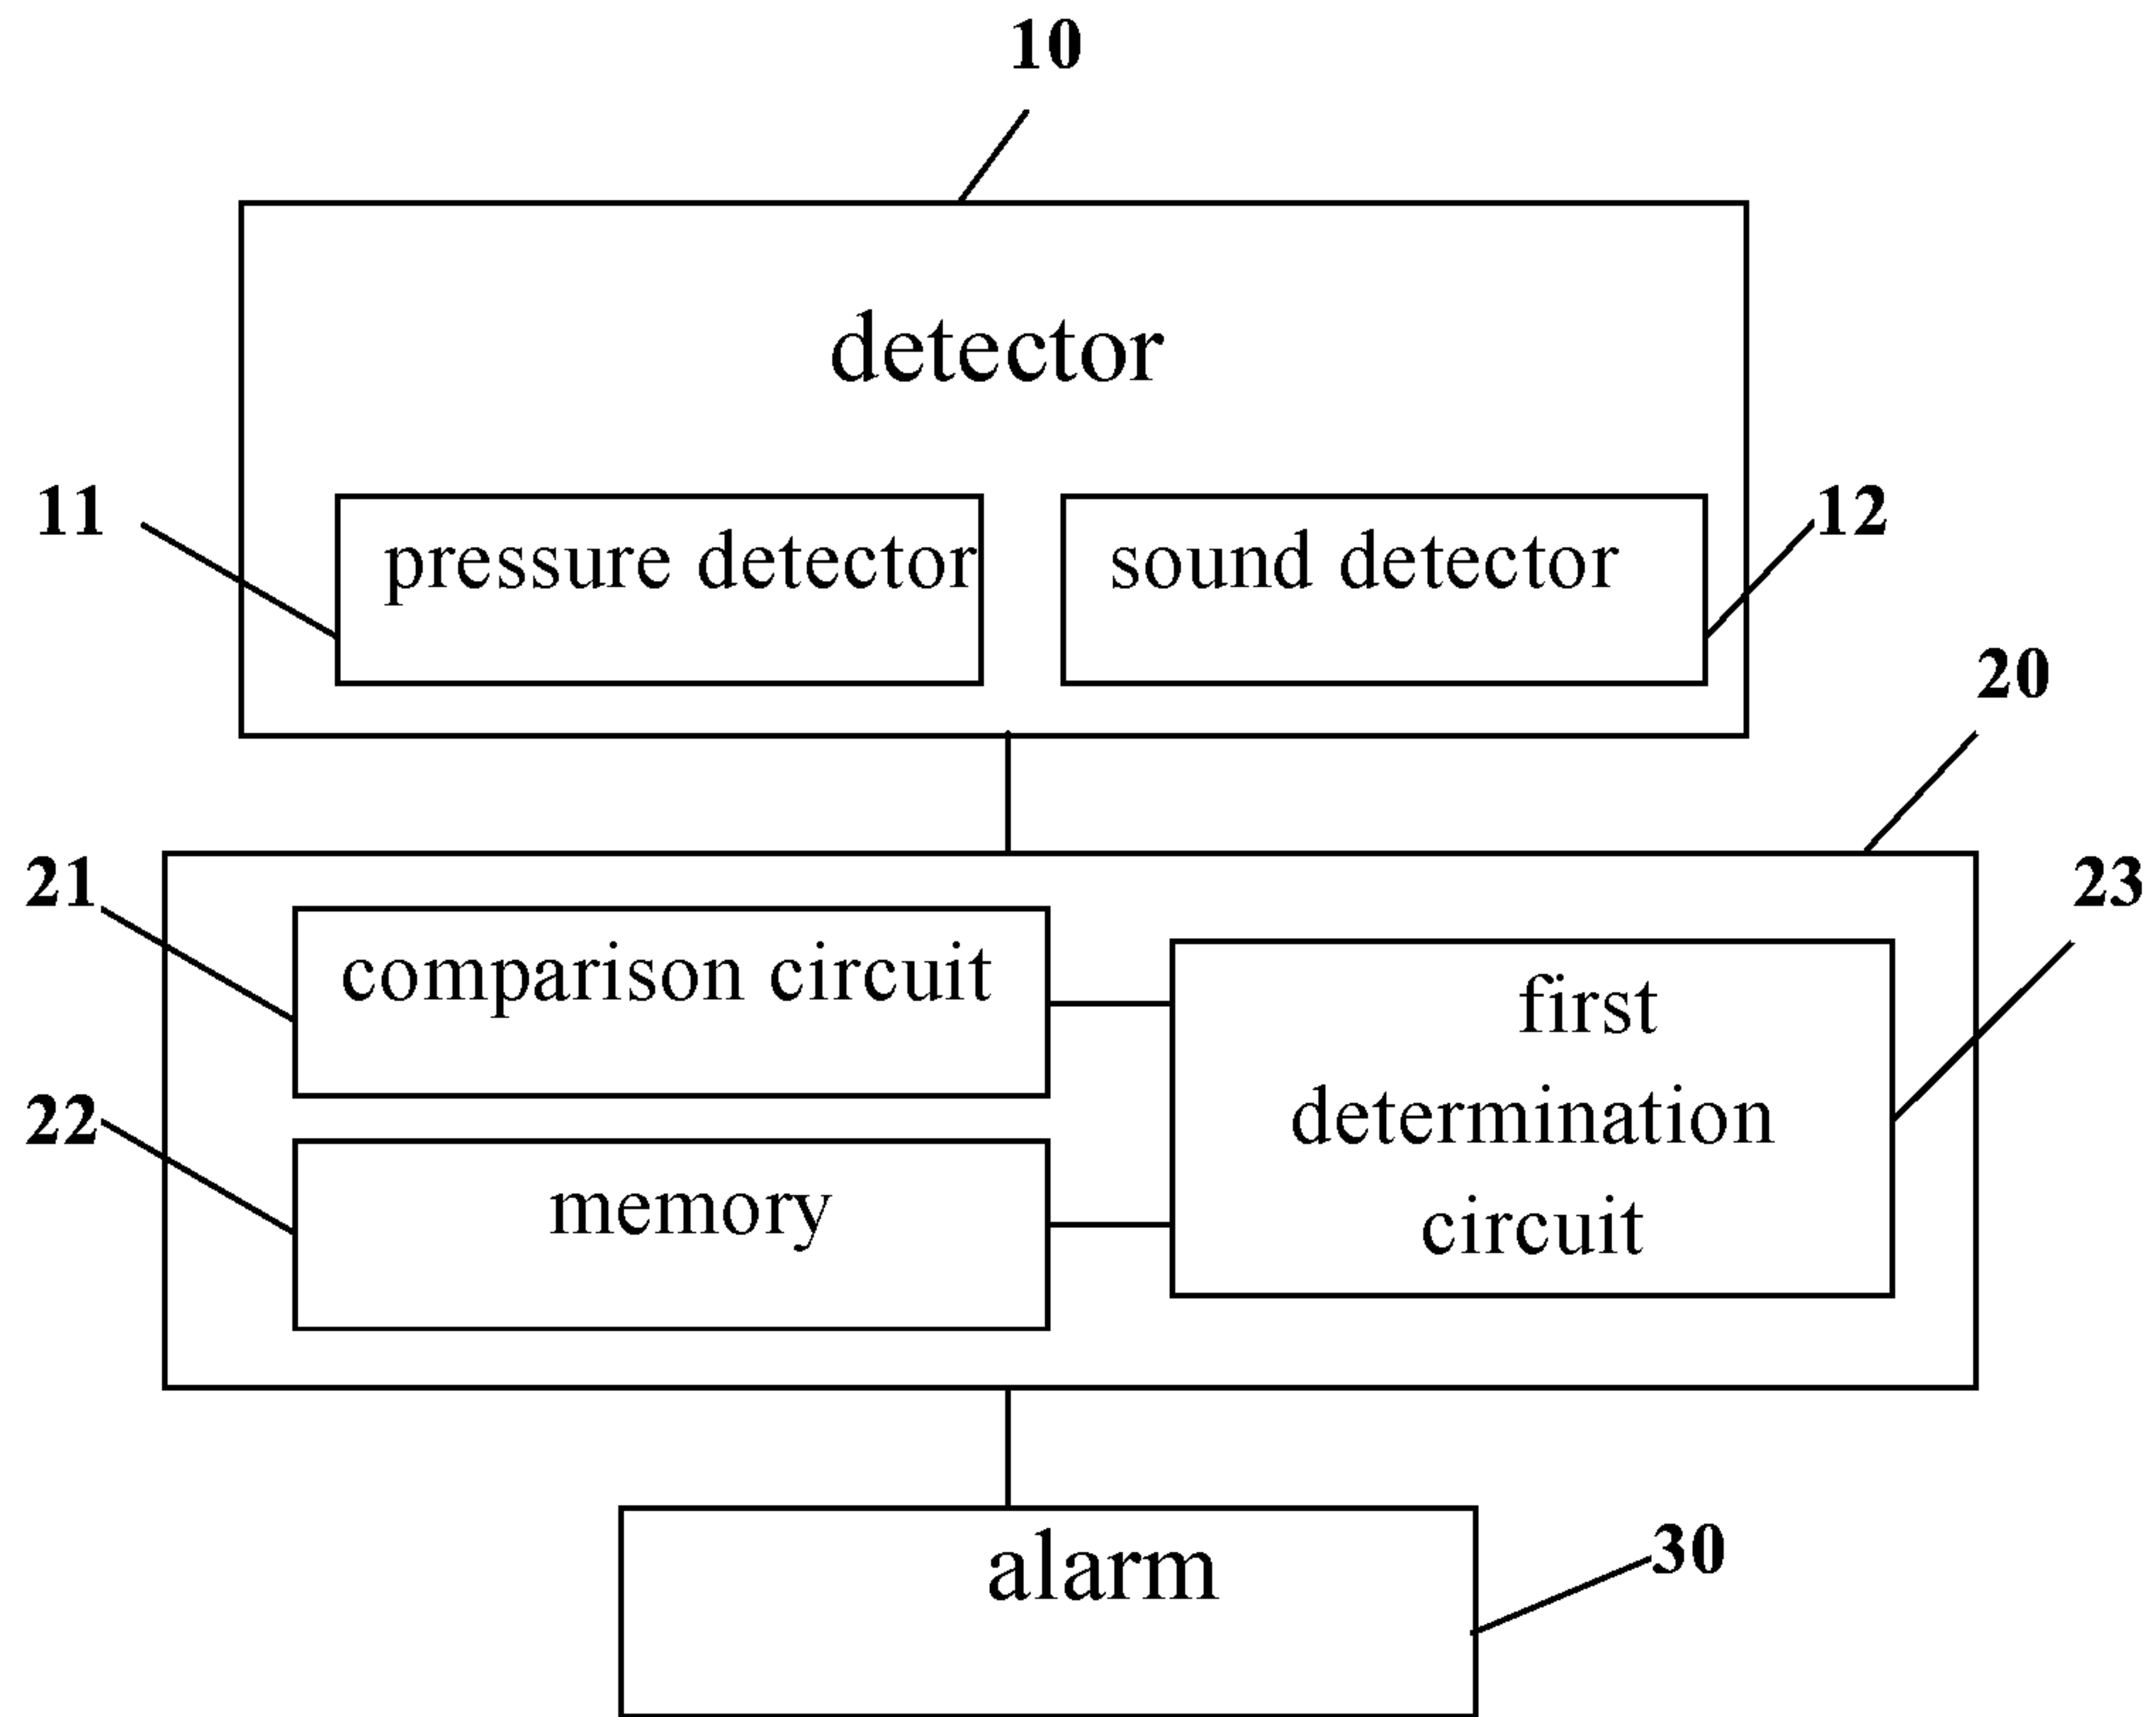 10
detector
11
pressure detector
sound detector
12
20
21
comparison circuit
23
first
determination
circuit
22
memory
alarm
30